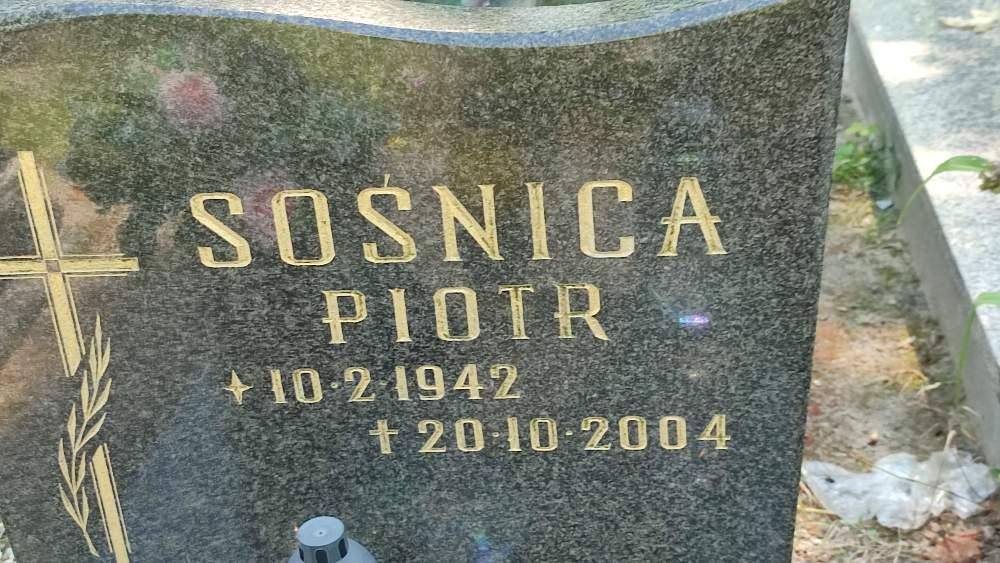 SOŚNICA
PIOTR
✦ 10·2·1942
† 20·10·2004